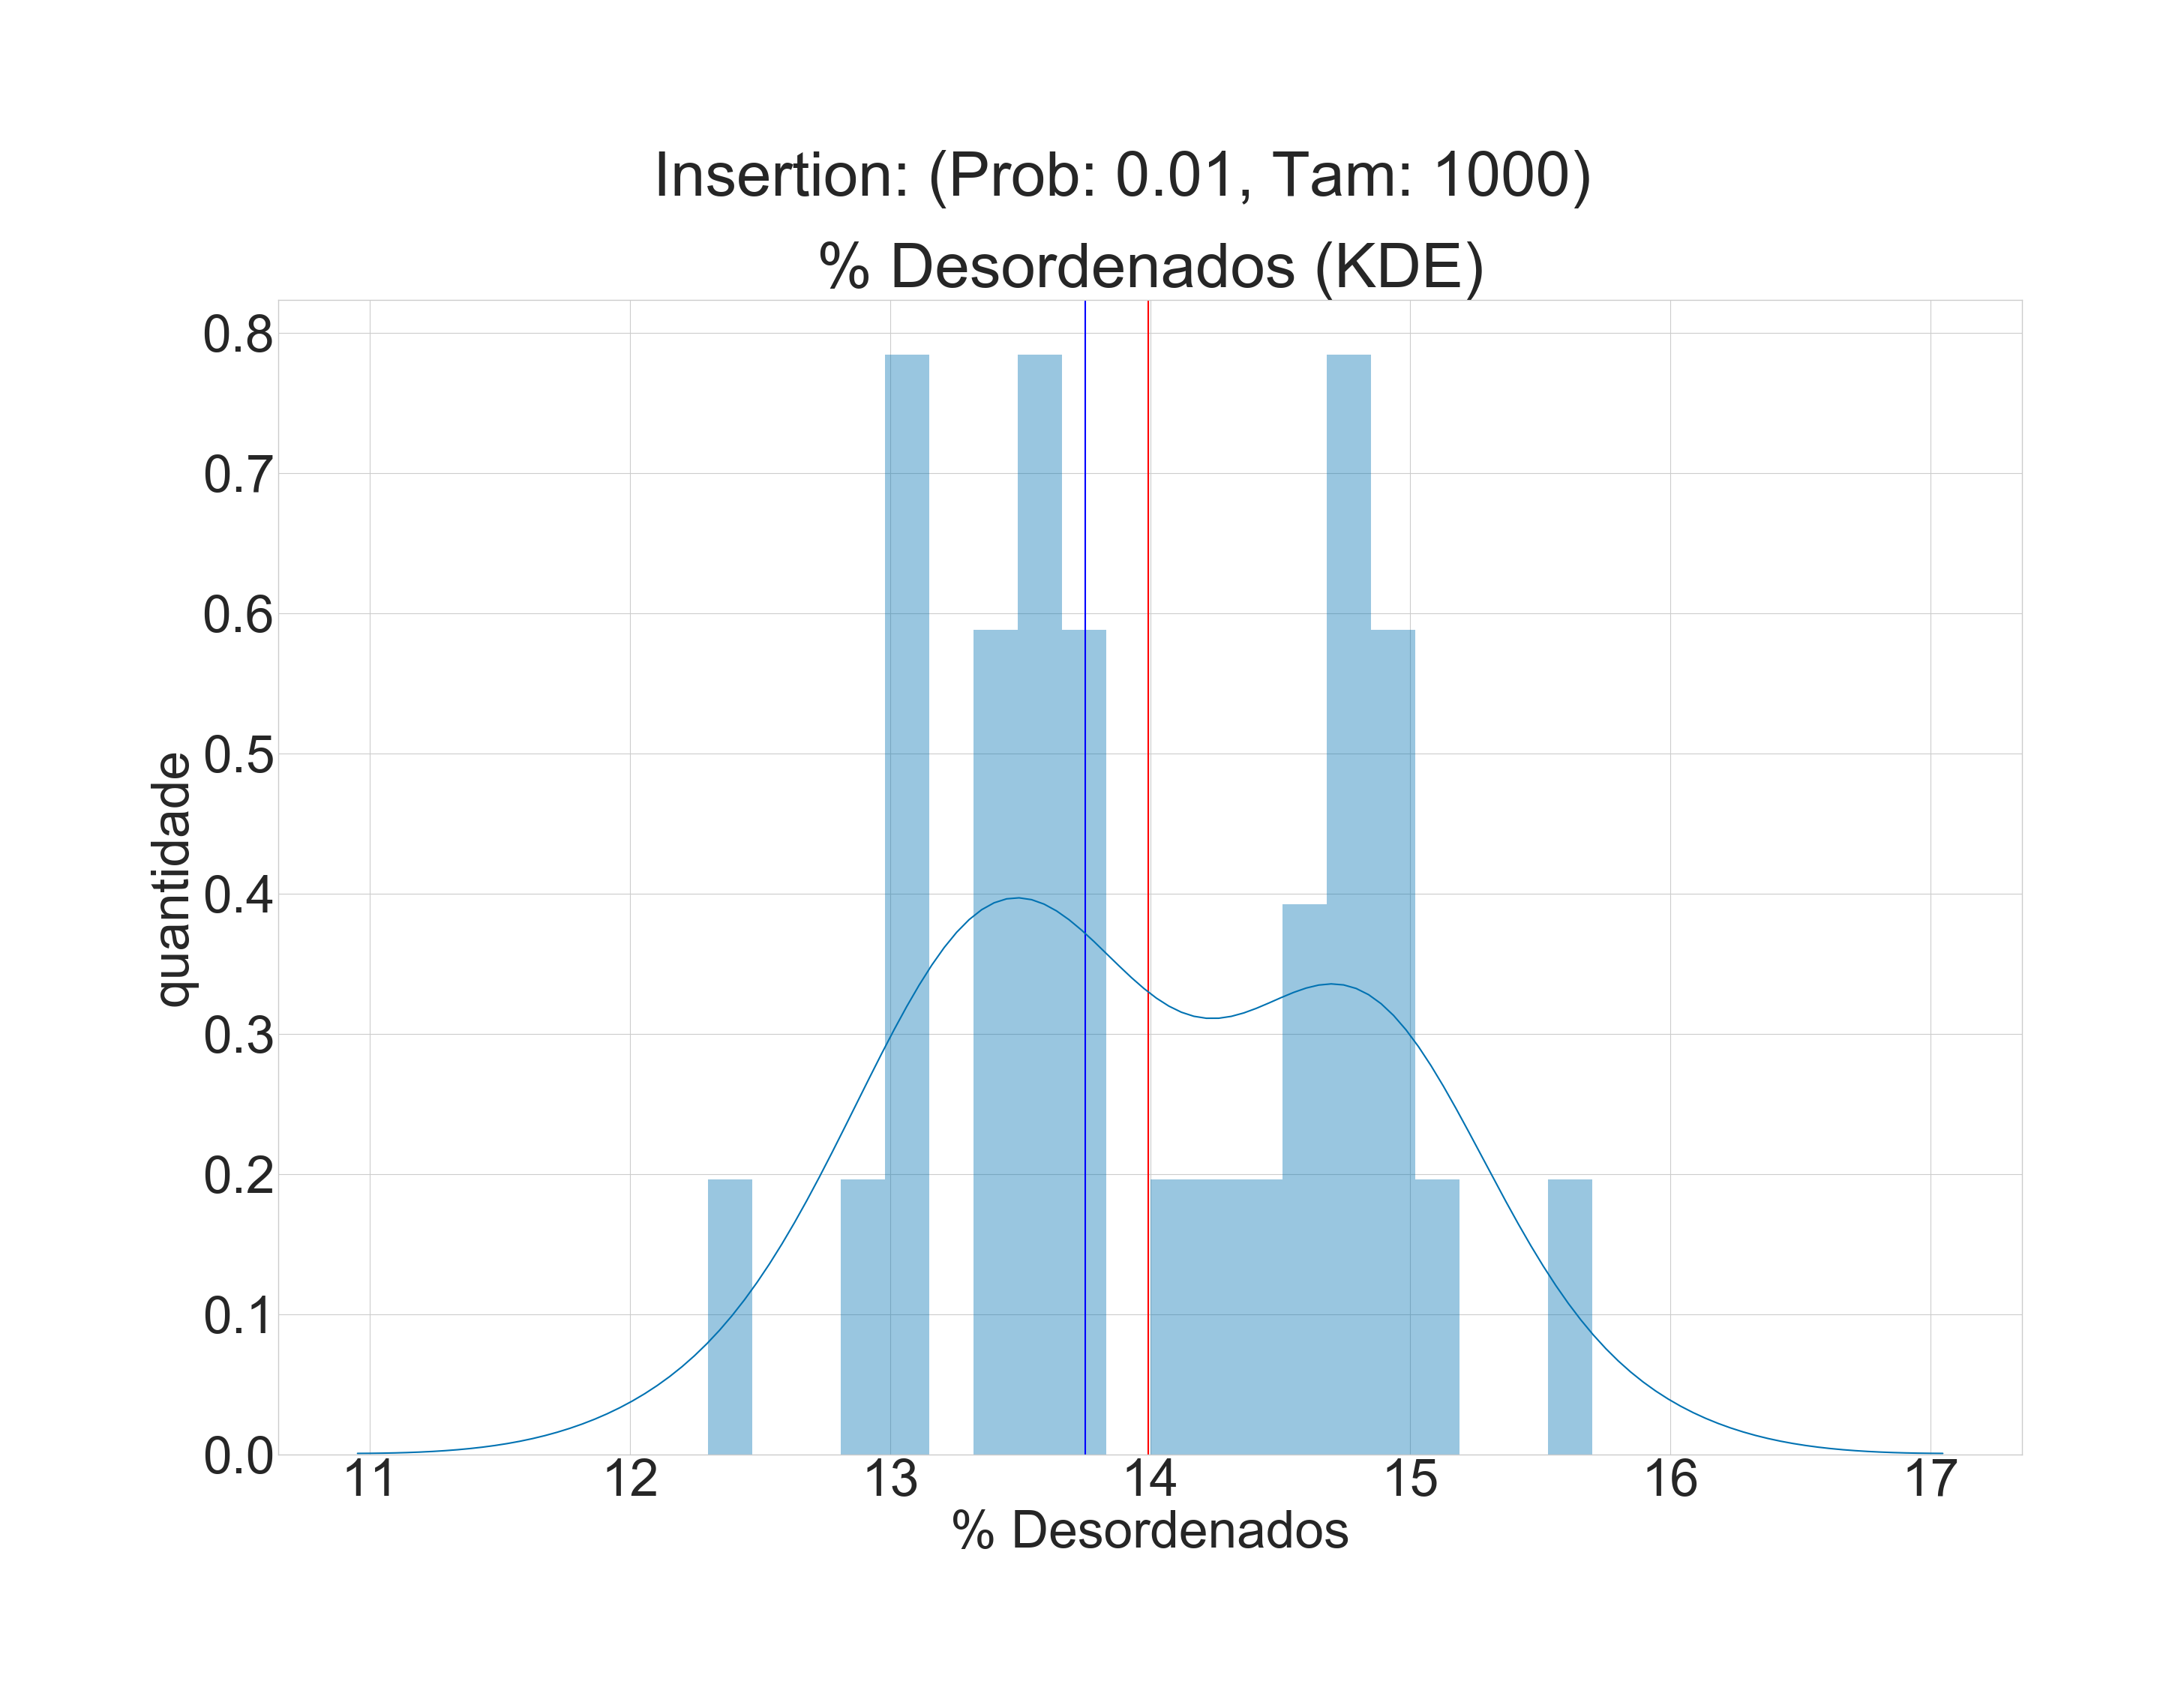 Insertion: (Prob: 0.01, Tam: 1000)
% Desordenados (KDE)
0.8
0.7
0.6
0.5
0.4
0.3
0.2
0.1
0.0
quantidade
11 12 13 14 15 16 17
% Desordenados